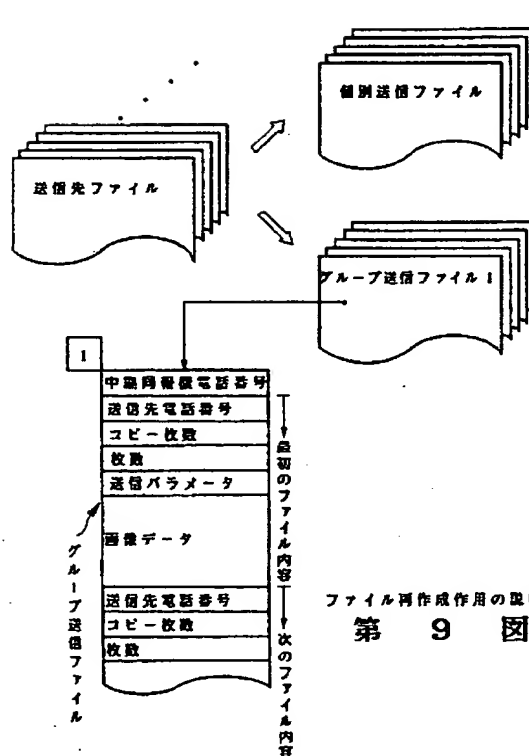 個別送信ファイル
送信先ファイル
グループ送信ファイル1
1
中継同報機電話番号
送信先電話番号
コピー枚数
枚数
送信パラメータ
画像データ
送信先電話番号
コピー枚数
枚数
最初のファイル内容
次のファイル内容
グループ送信ファイル
ファイル再作成作用の説
第 9 図